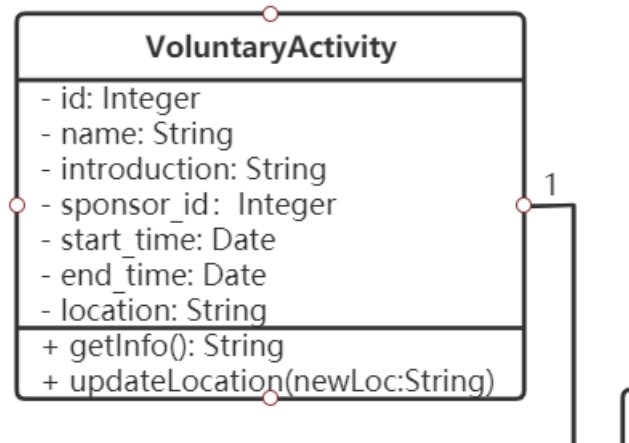 VoluntaryActivity
- id: Integer
- name: String
- introduction: String
- sponsor_id: Integer
- start_time: Date
- end_time: Date
- location: String
+ getInfo(): String
+ updateLocation(newLoc:String)
1